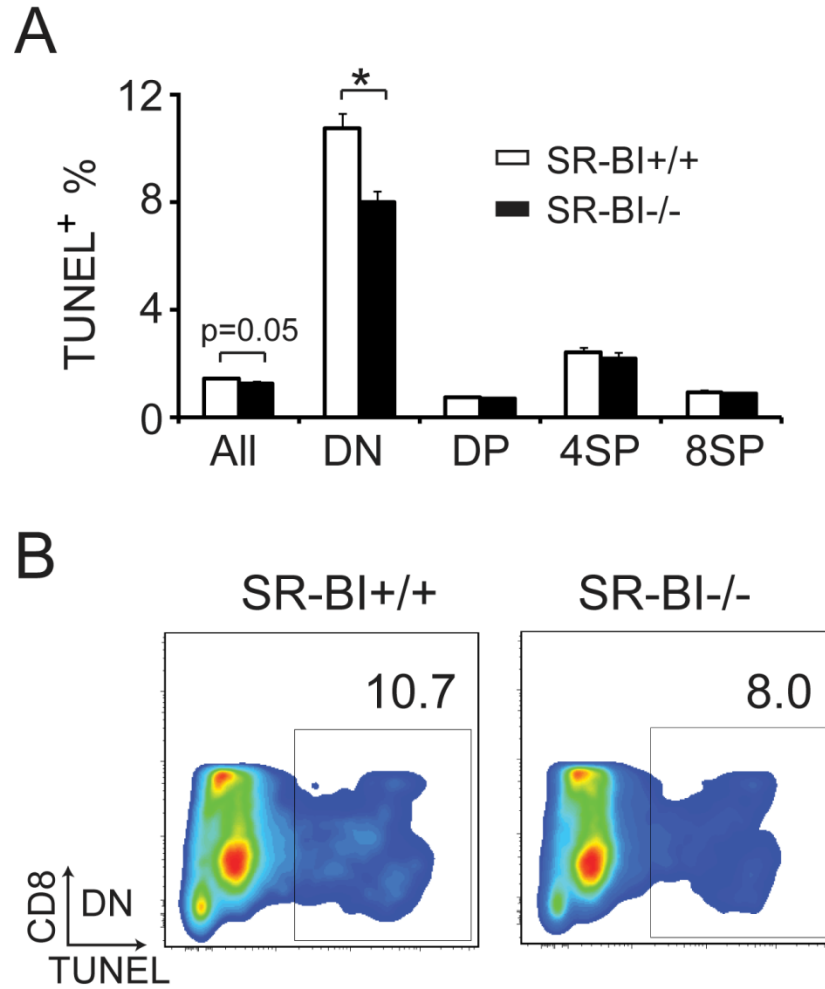 A
12
8
4
0
TUNEL+ %
*
p=0.05
SR-BI+/+
SR-BI-/-
All DN DP 4SP 8SP
B
SR-BI+/+ SR-BI-/-
10.7 8.0
CD8
DN
TUNEL